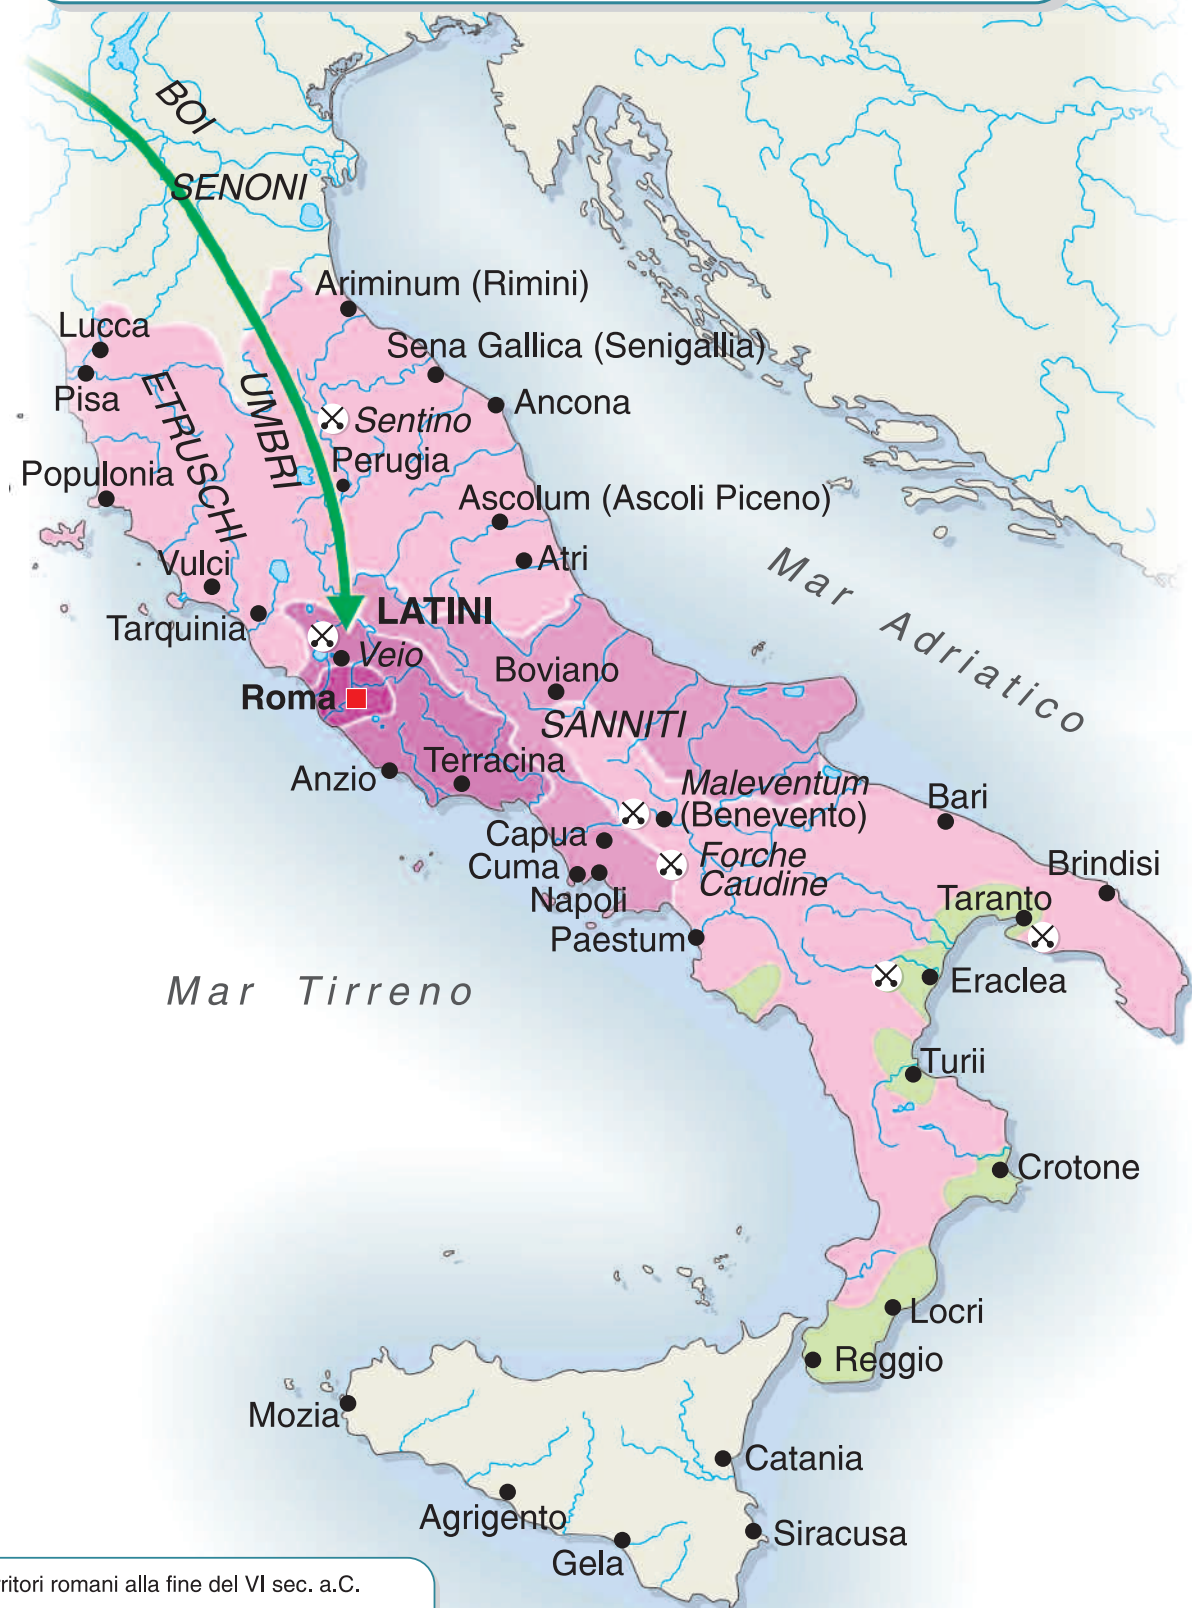 BOI
SENONI
Ariminum (Rimini)
Lucca
Sena Gallica (Senigallia)
Pisa
ETRUSCHI
UMBRI
Ancona
Sentino
Perugia
Populonia
Ascolum (Ascoli Piceno)
Atri
Vulci
Mar Adriatico
Tarquinia
LATINI
Veio
Boviano
Roma
SANNITI
Anzio
Terracina
Maleventum
(Benevento)
Bari
Capua
Forche
Caudine
Cuma
Napoli
Brindisi
Taranto
Paestum
Mar Tirreno
Eraclea
Turii
Crotone
Locri
Reggio
Mozia
Catania
Agrigento
Siracusa
Gela
ritori romani alla fine del VI sec. a.C.